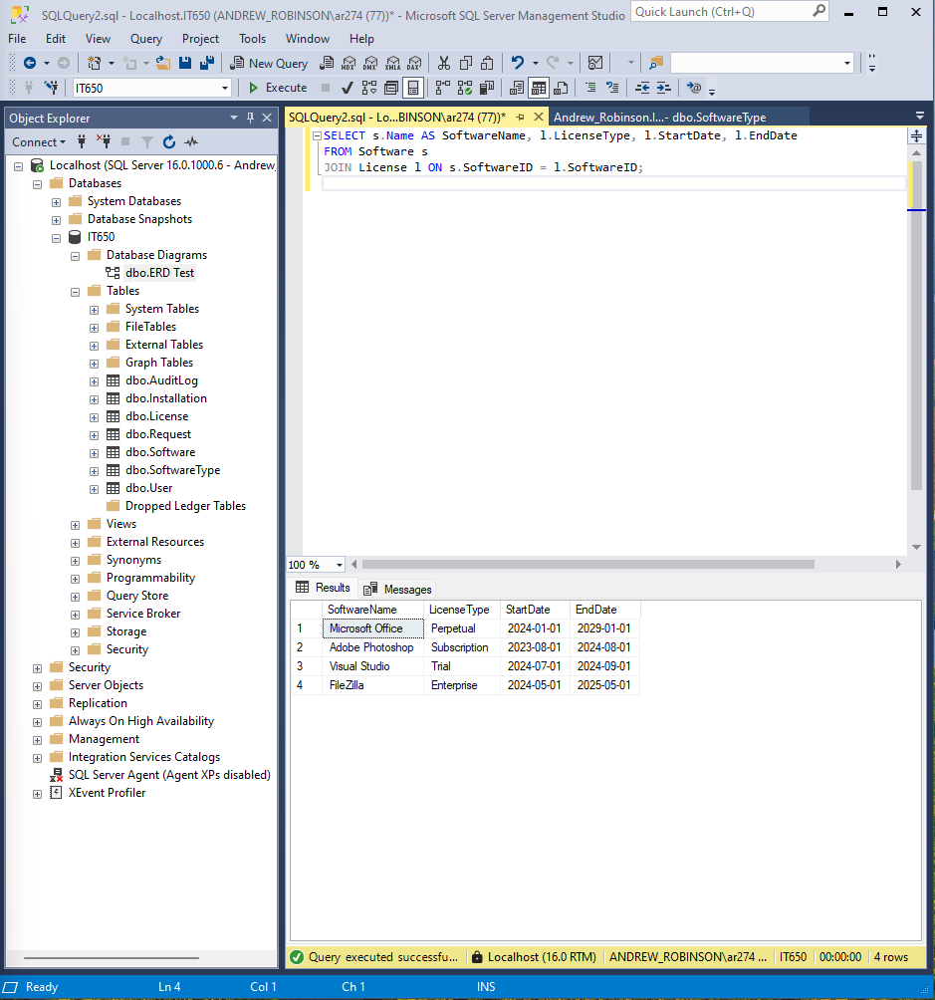 SQLQuery2.sql - Localhost.IT650 (ANDREW_ROBINSON\ar274 (77))* - Microsoft SQL Server Management Studio
Quick Launch (Ctrl+Q)
File Edit View Query Project Tools Window Help
New Query MDX DMX XMLA DAX
IT650 Execute
Object Explorer
Connect
Localhost (SQL Server 16.0.1000.6 - Andrew_
Databases
System Databases
Database Snapshots
IT650
Database Diagrams
dbo.ERD Test
Tables
System Tables
FileTables
External Tables
Graph Tables
dbo.AuditLog
dbo.Installation
dbo.License
dbo.Request
dbo.Software
dbo.SoftwareType
dbo.User
Dropped Ledger Tables
Views
External Resources
Synonyms
Programmability
Query Store
Service Broker
Storage
Security
Security
Server Objects
Replication
Always On High Availability
Management
Integration Services Catalogs
SQL Server Agent (Agent XPs disabled)
XEvent Profiler
SQLQuery2.sql - Lo...BINSON\ar274 (77))* Andrew_Robinson.l...- dbo.SoftwareType
SELECT s.Name AS SoftwareName, l.LicenseType, l.StartDate, l.EndDate
FROM Software s
JOIN License l ON s.SoftwareID = l.SoftwareID;
100 %
Results Messages
SoftwareName LicenseType StartDate EndDate
1 Microsoft Office Perpetual 2024-01-01 2029-01-01
2 Adobe Photoshop Subscription 2023-08-01 2024-08-01
3 Visual Studio Trial 2024-07-01 2024-09-01
4 FileZilla Enterprise 2024-05-01 2025-05-01
Query executed successfu... Localhost (16.0 RTM) ANDREW_ROBINSON\ar274 ... IT650 00:00:00 4 rows
Ready Ln 4 Col 1 Ch 1 INS